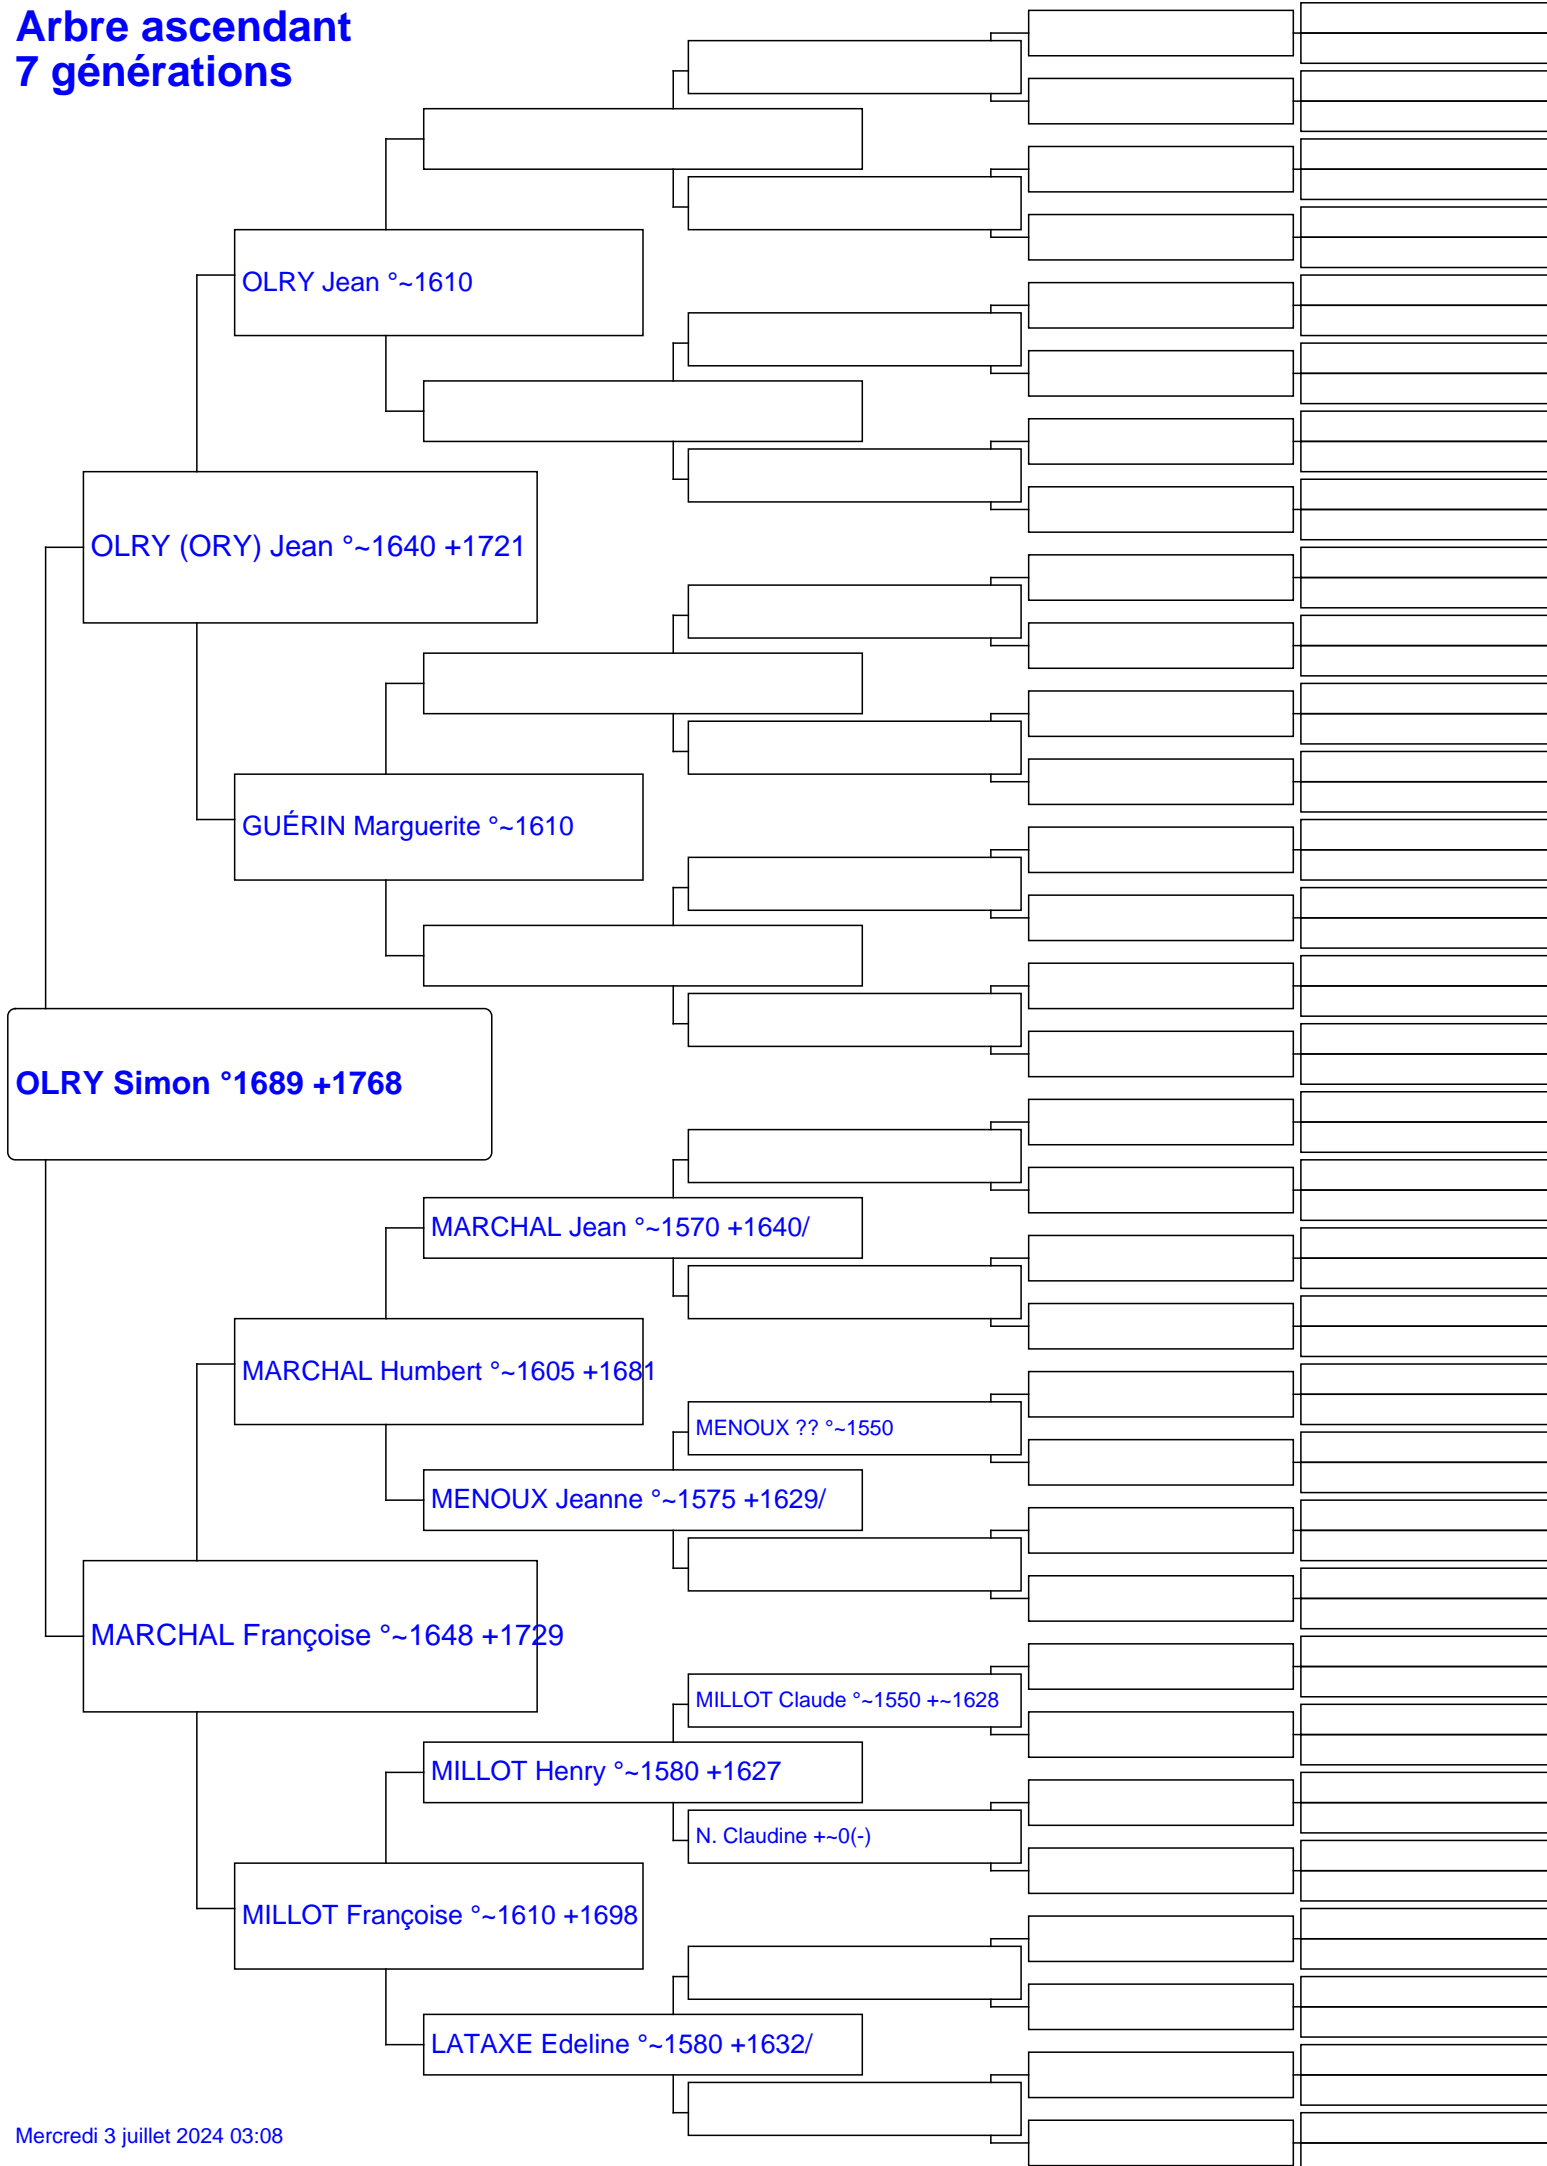 Arbre ascendant
7 générations
OLRY Jean °~1610
OLRY (ORY) Jean °~1640 +1721
GUÉRIN Marguerite °~1610
OLRY Simon °1689 +1768
MARCHAL Jean °~1570 +1640/
MARCHAL Humbert °~1605 +1681
MENOUX ?? °~1550
MENOUX Jeanne °~1575 +1629/
MARCHAL Françoise °~1648 +1729
MILLOT Claude °~1550 +~1628
MILLOT Henry °~1580 +1627
N. Claudine +~0(-)
MILLOT Françoise °~1610 +1698
LATAXE Edeline °~1580 +1632/
Mercredi 3 juillet 2024 03:08